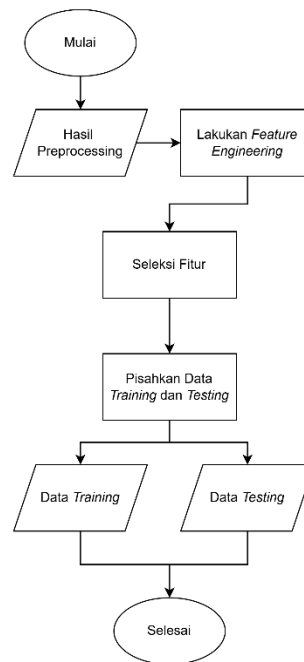 Mulai
Hasil
Preprocessing
Lakukan Feature
Engineering
Seleksi Fitur
Pisahkan Data
Training dan Testing
Data Training
Data Testing
Selesai